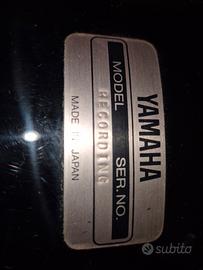 YAMAHA
MODEL SER.NO.
RECORDING
MADE IN JAPAN
subito